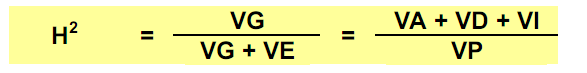 H² = VG / VG + VE = VA + VD + VI / VP